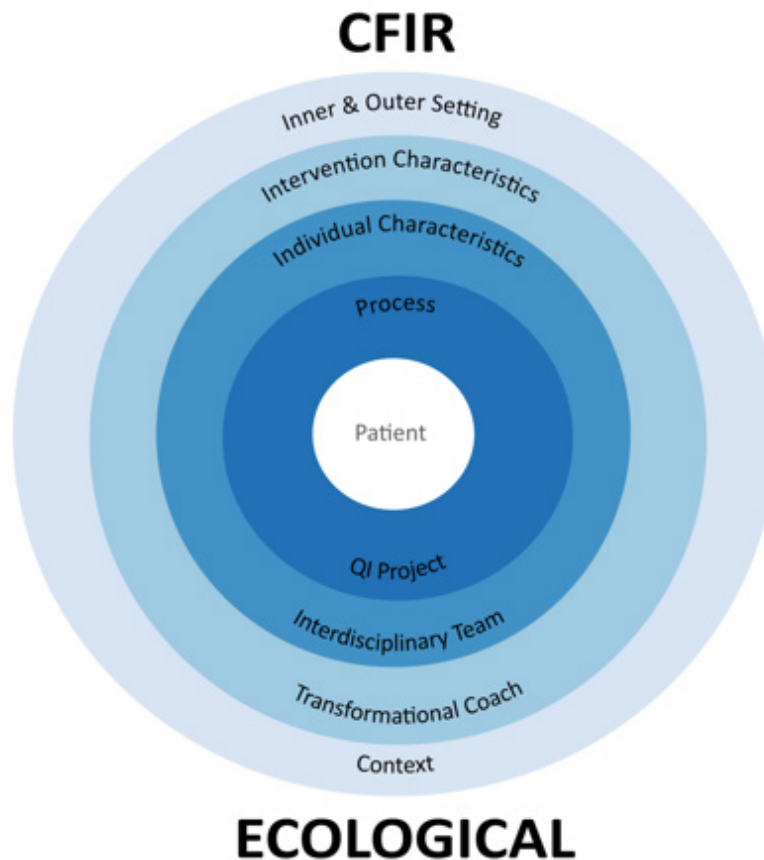 CFIR
Inner & Outer Setting
Intervention Characteristics
Individual Characteristics
Process
Patient
QI Project
Interdisciplinary Team
Transformational Coach
Context
ECOLOGICAL